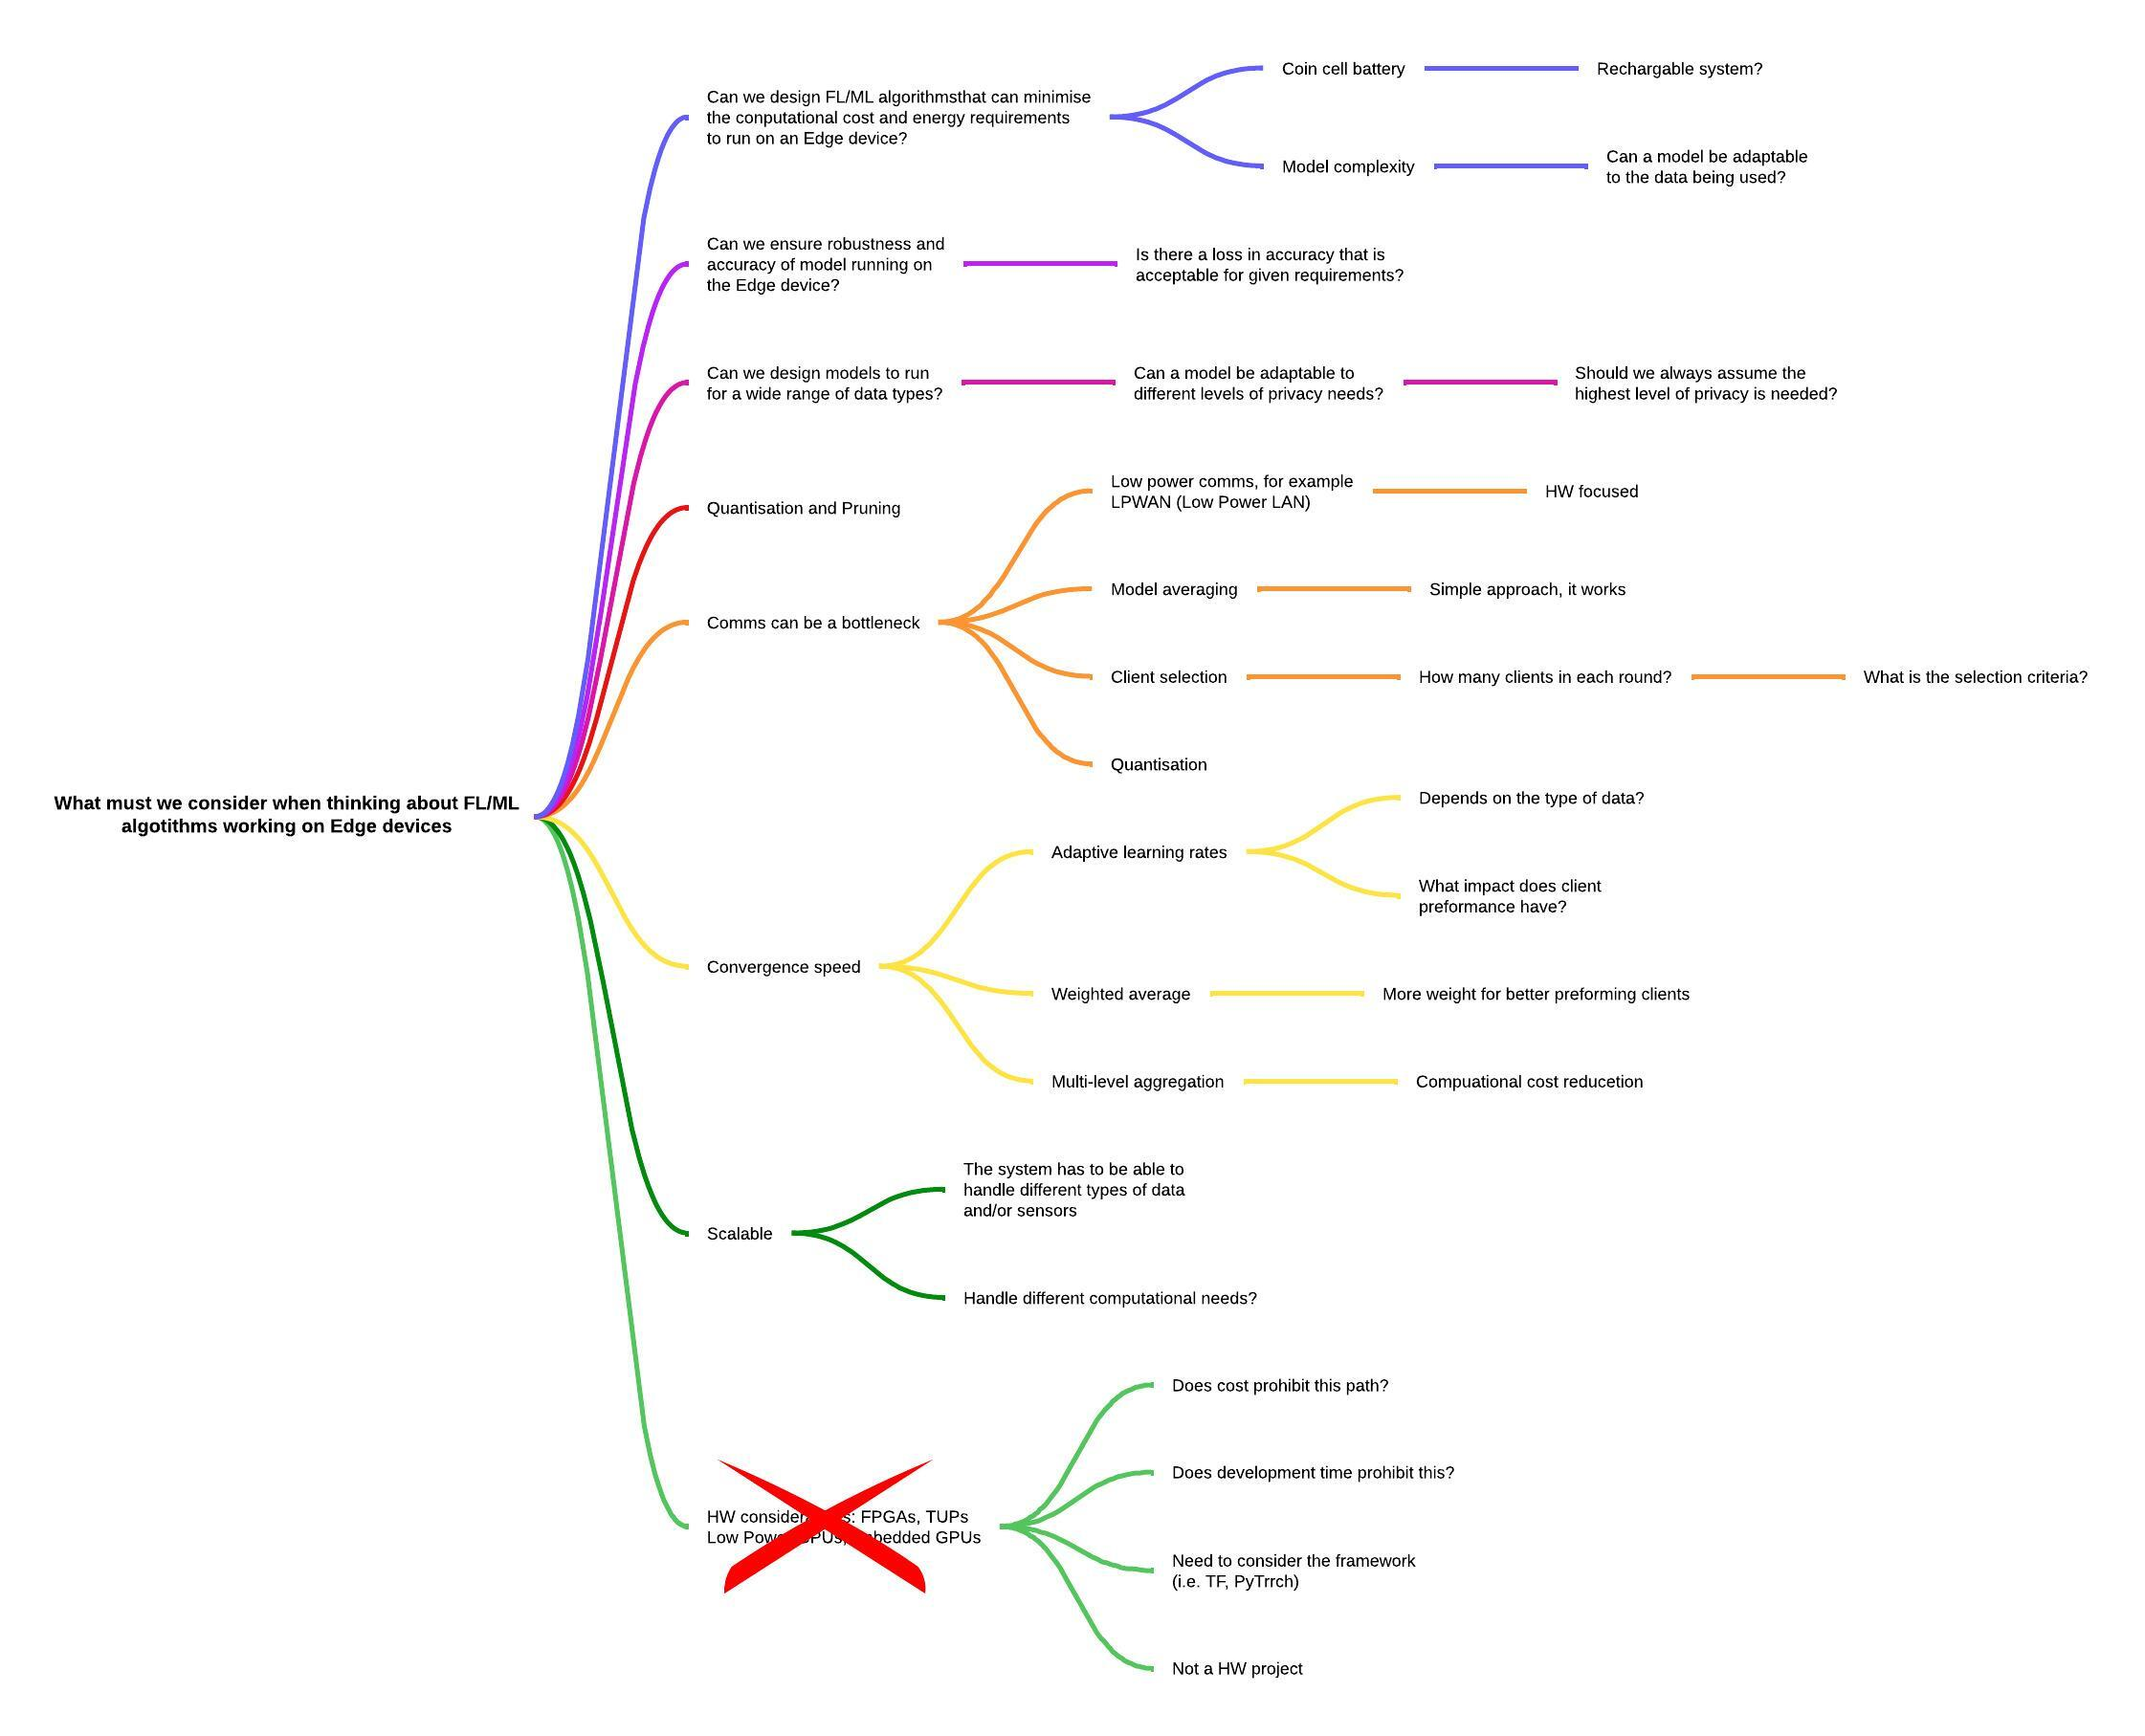 Coin cell battery
Rechargable system?
Can we design FL/ML algorithmsthat can minimise
the conputational cost and energy requirements
to run on an Edge device?
Model complexity
Can a model be adaptable
to the data being used?
Can we ensure robustness and
accuracy of model running on
the Edge device?
Is there a loss in accuracy that is
acceptable for given requirements?
Can we design models to run
for a wide range of data types?
Can a model be adaptable to
different levels of privacy needs?
Should we always assume the
highest level of privacy is needed?
Quantisation and Pruning
Comms can be a bottleneck
Low power comms, for example
LPWAN (Low Power LAN)
HW focused
Model averaging
Simple approach, it works
Client selection
How many clients in each round?
What is the selection criteria?
Quantisation
What must we consider when thinking about FL/ML
algotithms working on Edge devices
Convergence speed
Adaptive learning rates
Depends on the type of data?
What impact does client
preformance have?
Weighted average
More weight for better preforming clients
Multi-level aggregation
Compuational cost reducetion
Scalable
The system has to be able to
handle different types of data
and/or sensors
Handle different computational needs?
HW FPGAs, TUPs
Low GPUs
Does cost prohibit this path?
Does development time prohibit this?
Need to consider the framework
(i.e. TF, PyTrrch)
Not a HW project